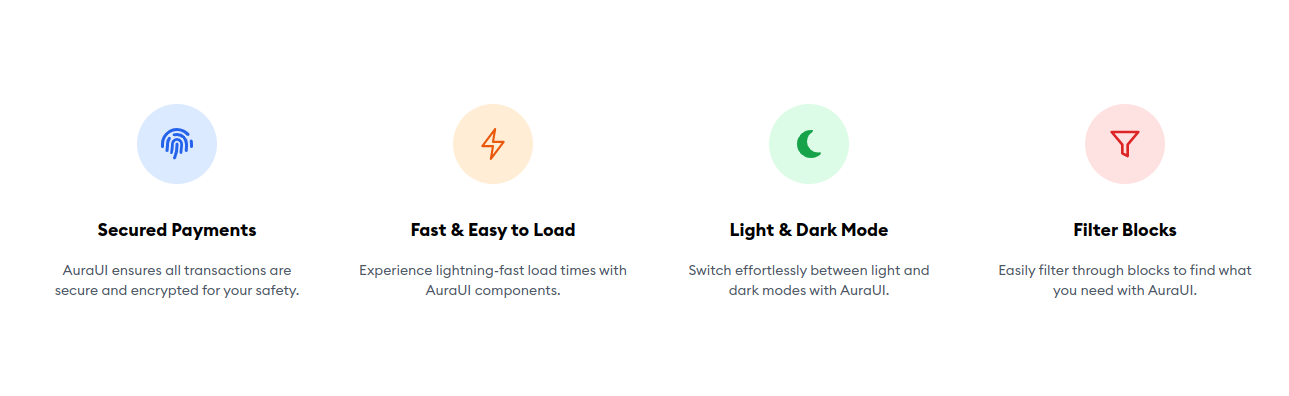 Secured Payments
AuraUI ensures all transactions are
secure and encrypted for your safety.
Fast & Easy to Load
Experience lightning-fast load times with
AuraUI components.
Light & Dark Mode
Switch effortlessly between light and
dark modes with AuraUI.
Filter Blocks
Easily filter through blocks to find what
you need with AuraUI.